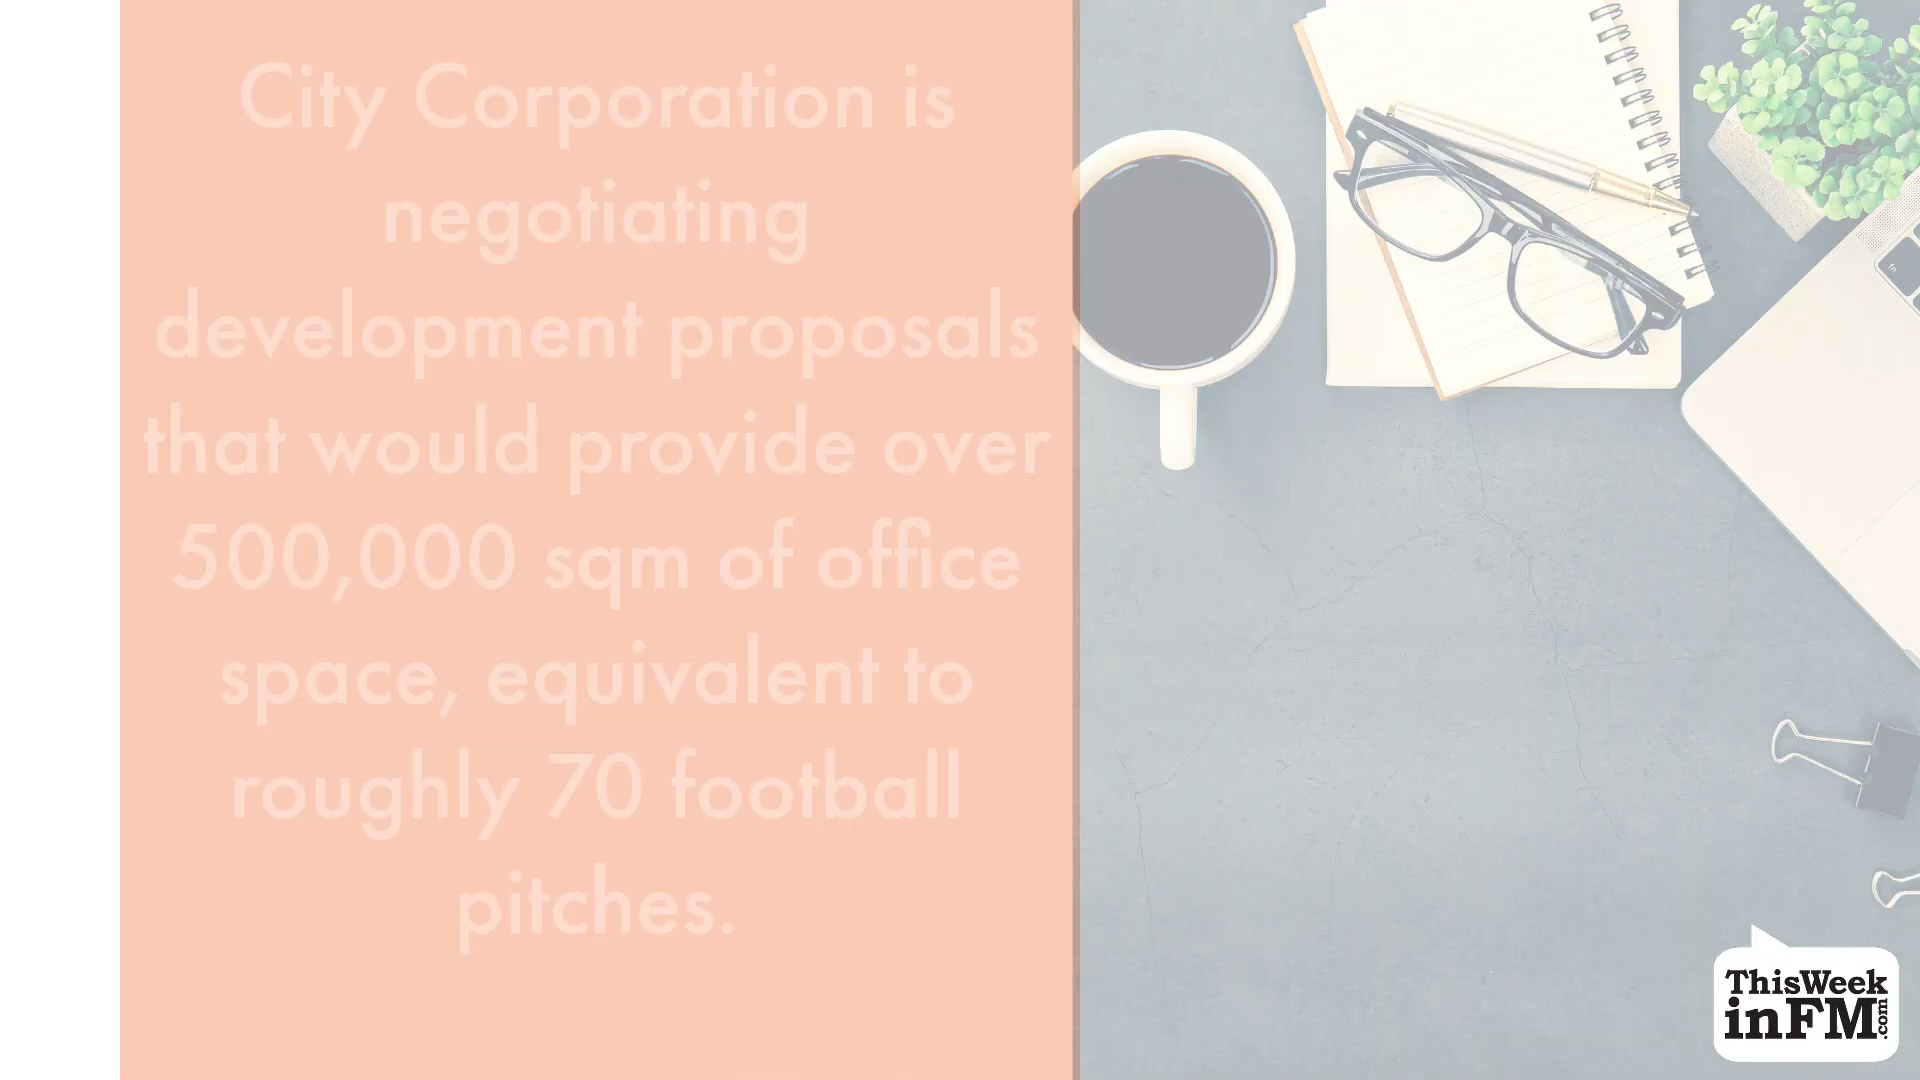 City Corporation is
negotiating
development proposals
that would provide over
500,000 sqm of office
space, equivalent to
roughly 70 football
pitches.
fn
ThisWeek
inFM.com